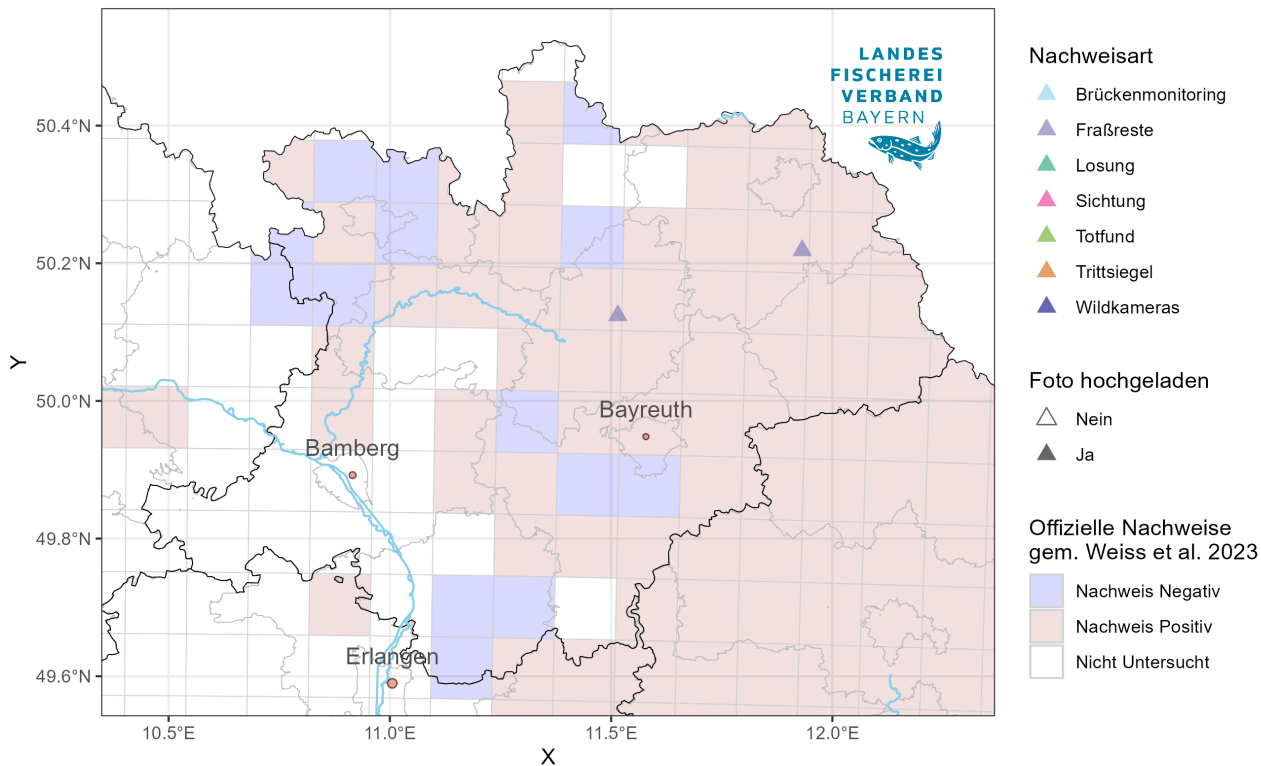 LANDES
FISCHEREI
VERBAND
BAYERN
50.4°N
50.2°N
50.0°N
49.8°N
49.6°N
Y
Bayreuth
Bamberg
Erlangen
10.5°E
11.0°E
11.5°E
12.0°E
X
Nachweisart
Brückenmonitoring
Fraßreste
Losung
Sichtung
Totfund
Trittsiegel
Wildkameras
Foto hochgeladen
Nein
Ja
Offizielle Nachweise
gem. Weiss et al. 2023
Nachweis Negativ
Nachweis Positiv
Nicht Untersucht